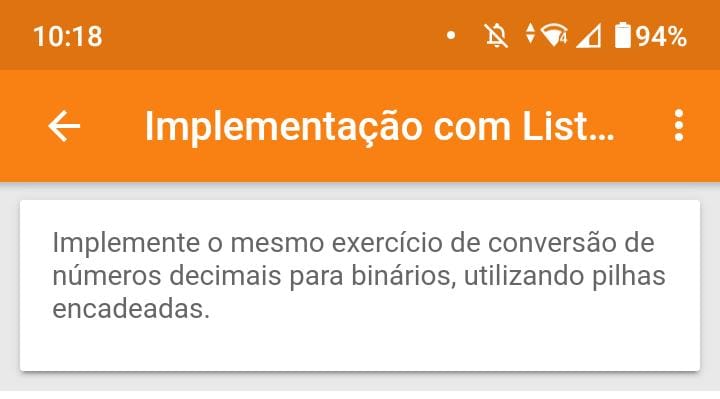 10:18
4
94%
Implementação com List...
Implemente o mesmo exercício de conversão de
números decimais para binários, utilizando pilhas
encadeadas.